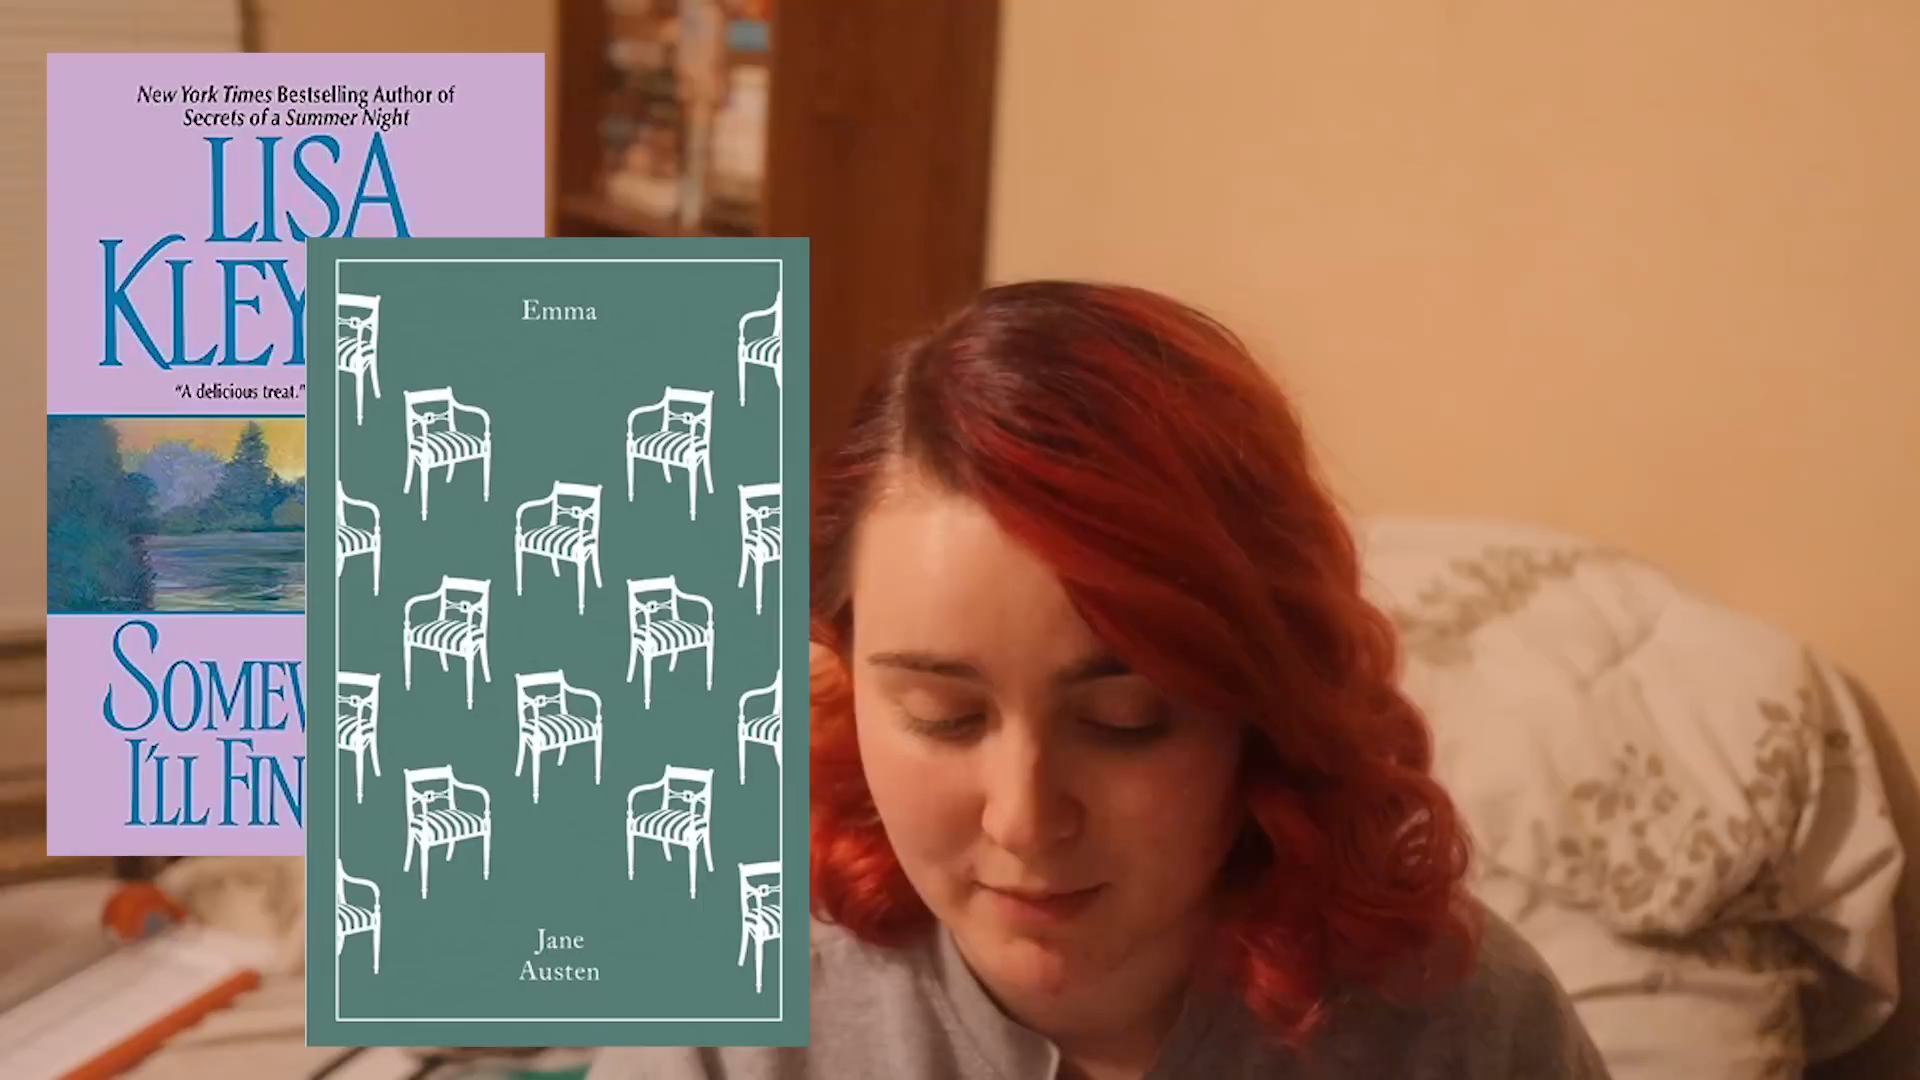 New York Times Bestselling Author of
Secrets of a Summer Night
LISA
KLEY
"A delicious treat."
SOMEW
I'LL FIN
Emma
Jane
Austen